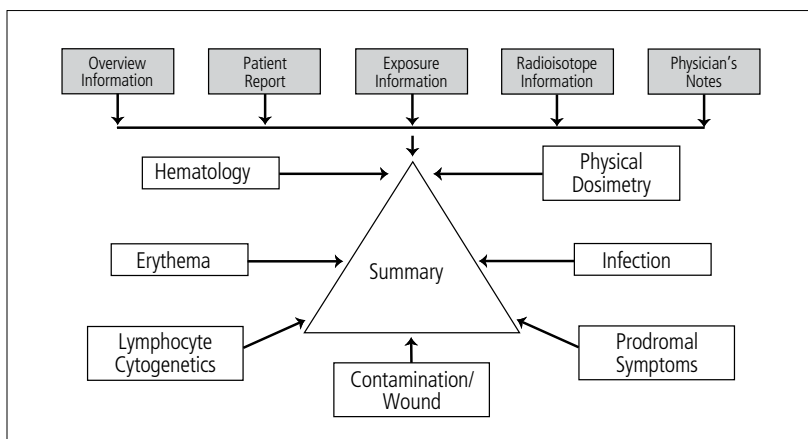 Overview
Information
Patient
Report
Exposure
Information
Radioisotope
Information
Physician's
Notes
Hematology
Physical
Dosimetry
Erythema
Summary
Infection
Lymphocyte
Cytogenetics
Contamination/
Wound
Prodromal
Symptoms